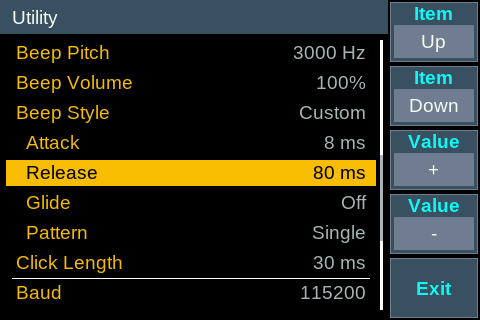 Utility
Beep Pitch 3000 Hz
Beep Volume 100%
Beep Style Custom
Attack 8 ms
Release 80 ms
Glide Off
Pattern Single
Click Length 30 ms
Baud 115200
Item
Up
Item
Down
Value
+
Value
-
Exit